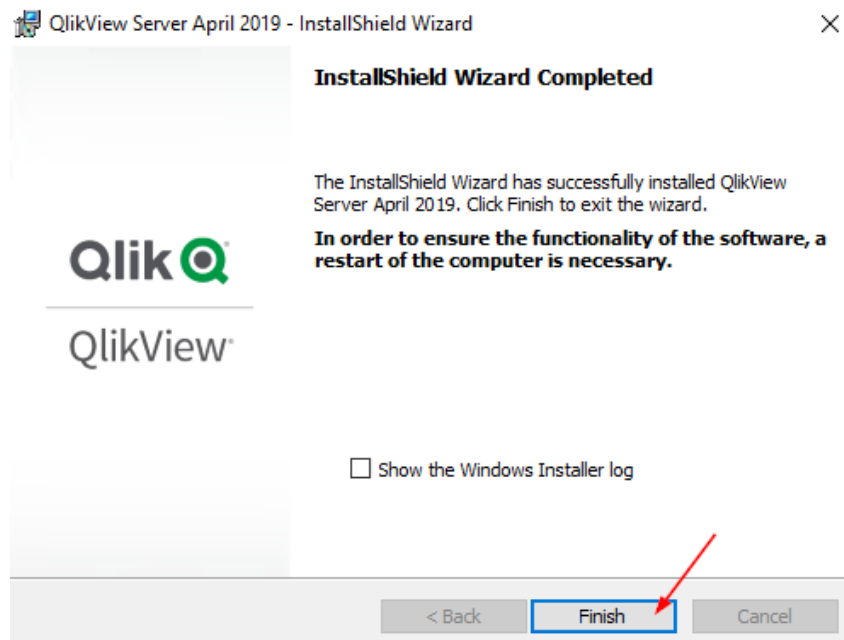 QlikView Server April 2019 - InstallShield Wizard
InstallShield Wizard Completed
The InstallShield Wizard has successfully installed QlikView
Server April 2019. Click Finish to exit the wizard.
In order to ensure the functionality of the software, a
restart of the computer is necessary.
Qlik
QlikView
Show the Windows Installer log
< Back
Finish
Cancel